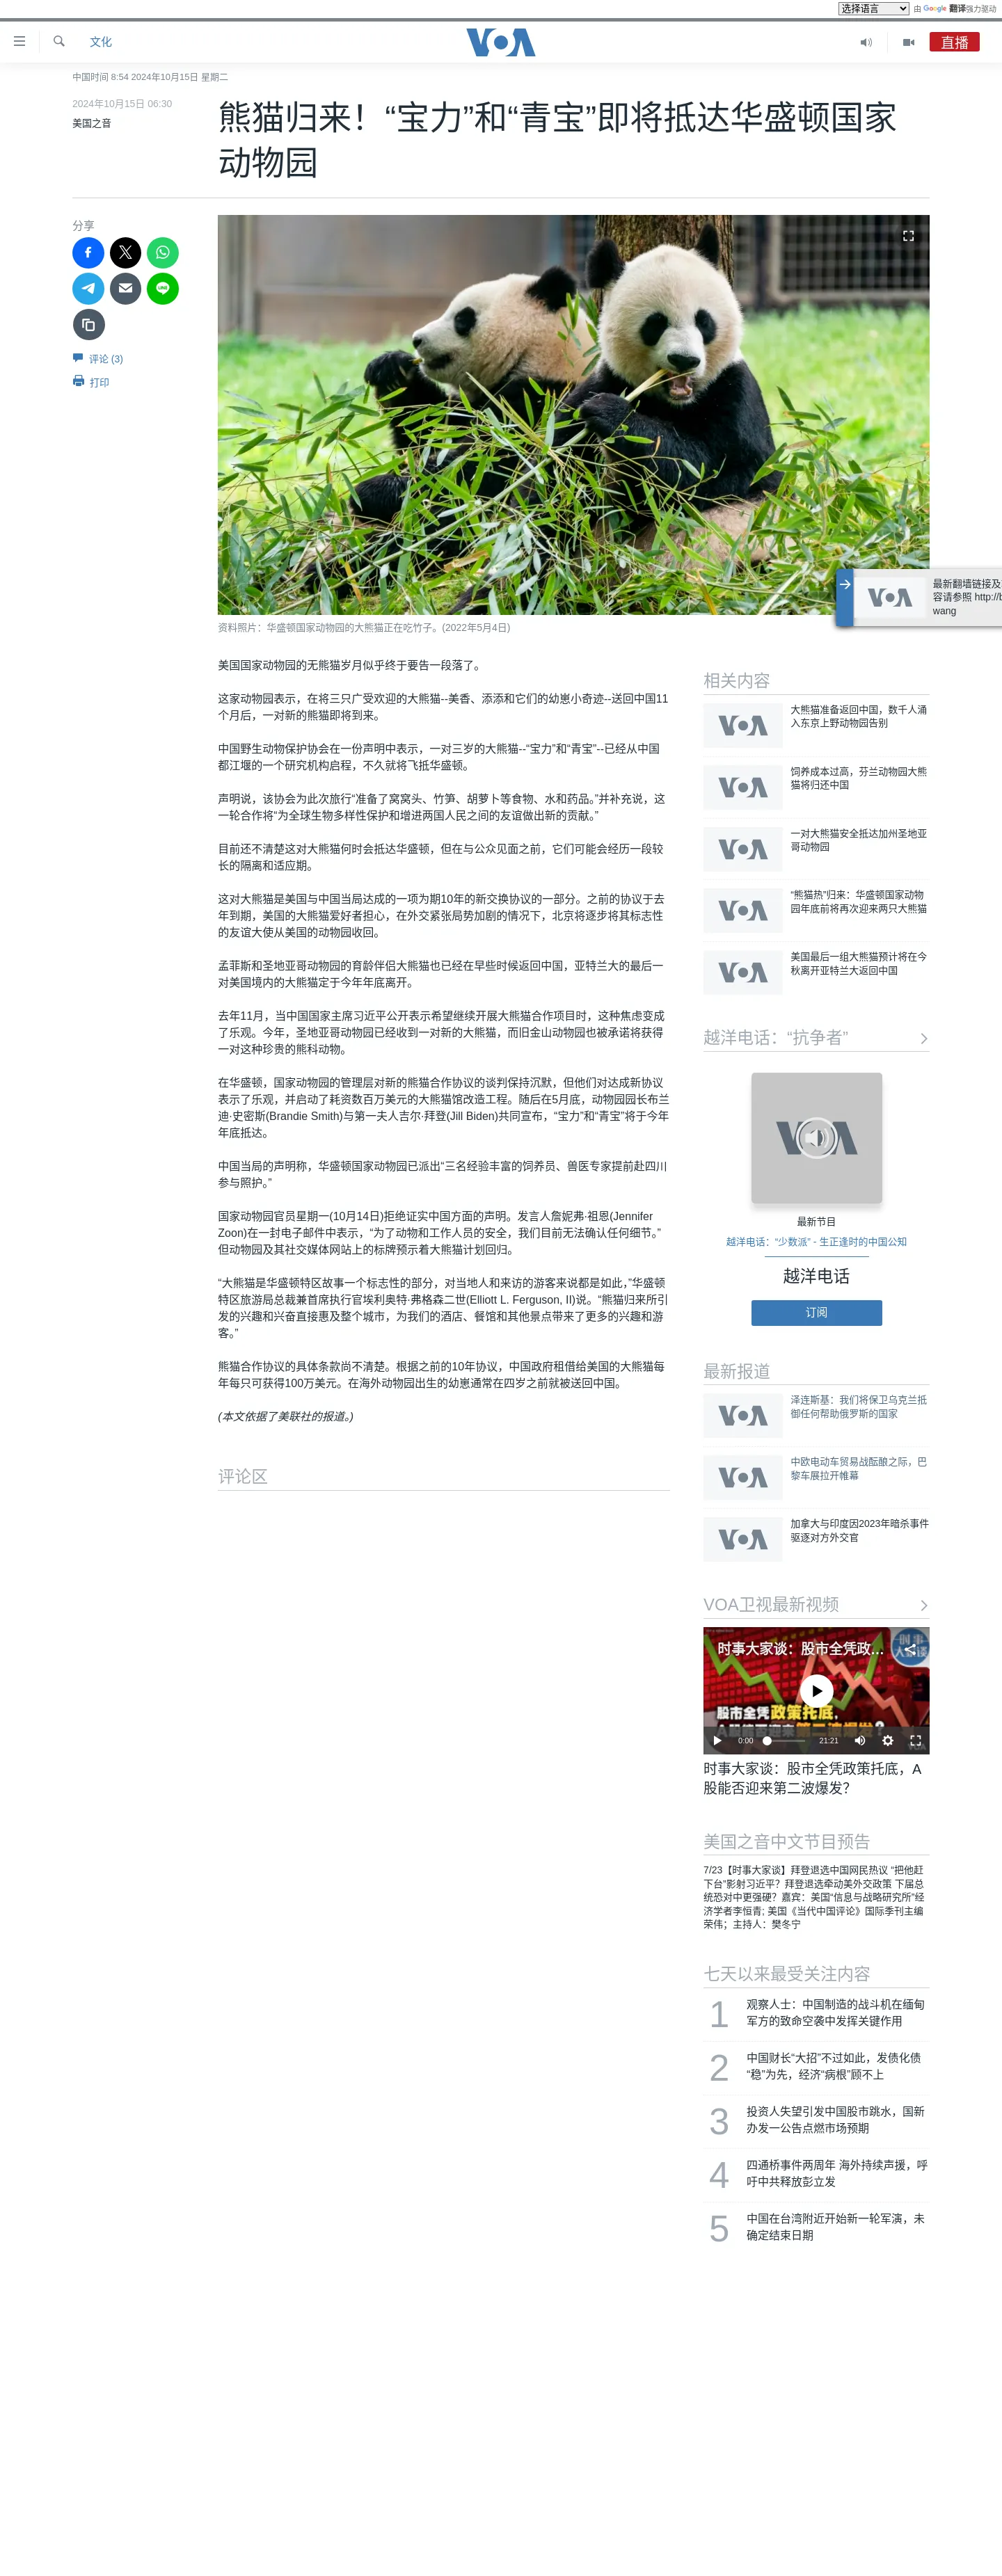 选择语言 由 Google 翻译强力驱动
文化
VOA
直播
中国时间 8:54 2024年10月15日 星期二
2024年10月15日 06:30
美国之音
熊猫归来！“宝力”和“青宝”即将抵达华盛顿国家
动物园
分享
评论 (3)
打印
资料照片：华盛顿国家动物园的大熊猫正在吃竹子。(2022年5月4日)
VOA
最新翻墙链接及
容请参照 http://b
wang
美国国家动物园的无熊猫岁月似乎终于要告一段落了。
这家动物园表示，在将三只广受欢迎的大熊猫--美香、添添和它们的幼崽小奇迹--送回中国11
个月后，一对新的熊猫即将到来。
中国野生动物保护协会在一份声明中表示，一对三岁的大熊猫--“宝力”和“青宝”--已经从中国
都江堰的一个研究机构启程，不久就将飞抵华盛顿。
声明说，该协会为此次旅行“准备了窝窝头、竹笋、胡萝卜等食物、水和药品。”并补充说，这
一轮合作将“为全球生物多样性保护和增进两国人民之间的友谊做出新的贡献。”
目前还不清楚这对大熊猫何时会抵达华盛顿，但在与公众见面之前，它们可能会经历一段较
长的隔离和适应期。
这对大熊猫是美国与中国当局达成的一项为期10年的新交换协议的一部分。之前的协议于去
年到期，美国的大熊猫爱好者担心，在外交紧张局势加剧的情况下，北京将逐步将其标志性
的友谊大使从美国的动物园收回。
孟菲斯和圣地亚哥动物园的育龄伴侣大熊猫也已经在早些时候返回中国，亚特兰大的最后一
对美国境内的大熊猫定于今年年底离开。
去年11月，当中国国家主席习近平公开表示希望继续开展大熊猫合作项目时，这种焦虑变成
了乐观。今年，圣地亚哥动物园已经收到一对新的大熊猫，而旧金山动物园也被承诺将获得
一对这种珍贵的熊科动物。
在华盛顿，国家动物园的管理层对新的熊猫合作协议的谈判保持沉默，但他们对达成新协议
表示了乐观，并启动了耗资数百万美元的大熊猫馆改造工程。随后在5月底，动物园园长布兰
迪·史密斯(Brandie Smith)与第一夫人吉尔·拜登(Jill Biden)共同宣布，“宝力”和“青宝”将于今年
年底抵达。
中国当局的声明称，华盛顿国家动物园已派出“三名经验丰富的饲养员、兽医专家提前赴四川
参与照护。”
国家动物园官员星期一(10月14日)拒绝证实中国方面的声明。发言人詹妮弗·祖恩(Jennifer
Zoon)在一封电子邮件中表示，“为了动物和工作人员的安全，我们目前无法确认任何细节。”
但动物园及其社交媒体网站上的标牌预示着大熊猫计划回归。
“大熊猫是华盛顿特区故事一个标志性的部分，对当地人和来访的游客来说都是如此，”华盛顿
特区旅游局总裁兼首席执行官埃利奥特·弗格森二世(Elliott L. Ferguson, II)说。“熊猫归来所引
发的兴趣和兴奋直接惠及整个城市，为我们的酒店、餐馆和其他景点带来了更多的兴趣和游
客。”
熊猫合作协议的具体条款尚不清楚。根据之前的10年协议，中国政府租借给美国的大熊猫每
年每只可获得100万美元。在海外动物园出生的幼崽通常在四岁之前就被送回中国。
(本文依据了美联社的报道。)
评论区
相关内容
VOA
大熊猫准备返回中国，数千人涌
入东京上野动物园告别
VOA
饲养成本过高，芬兰动物园大熊
猫将归还中国
VOA
一对大熊猫安全抵达加州圣地亚
哥动物园
VOA
“熊猫热”归来：华盛顿国家动物
园年底前将再次迎来两只大熊猫
VOA
美国最后一组大熊猫预计将在今
秋离开亚特兰大返回中国
越洋电话：“抗争者”
VOA
最新节目
越洋电话：“少数派” - 生正逢时的中国公知
越洋电话
订阅
最新报道
VOA
泽连斯基：我们将保卫乌克兰抵
御任何帮助俄罗斯的国家
VOA
中欧电动车贸易战酝酿之际，巴
黎车展拉开帷幕
VOA
加拿大与印度因2023年暗杀事件
驱逐对方外交官
VOA卫视最新视频
时事大家谈：股市全凭政…
股市全凭政策托底，
0:00 21:21
时事大家谈：股市全凭政策托底，A
股能否迎来第二波爆发？
美国之音中文节目预告
7/23【时事大家谈】拜登退选中国网民热议 “把他赶
下台”影射习近平？拜登退选牵动美外交政策 下届总
统恐对中更强硬？嘉宾：美国“信息与战略研究所”经
济学者李恒青; 美国《当代中国评论》国际季刊主编
荣伟；主持人：樊冬宁
七天以来最受关注内容
1 观察人士：中国制造的战斗机在缅甸
军方的致命空袭中发挥关键作用
2 中国财长“大招”不过如此，发债化债
“稳”为先，经济“病根”顾不上
3 投资人失望引发中国股市跳水，国新
办发一公告点燃市场预期
4 四通桥事件两周年 海外持续声援，呼
吁中共释放彭立发
5 中国在台湾附近开始新一轮军演，未
确定结束日期